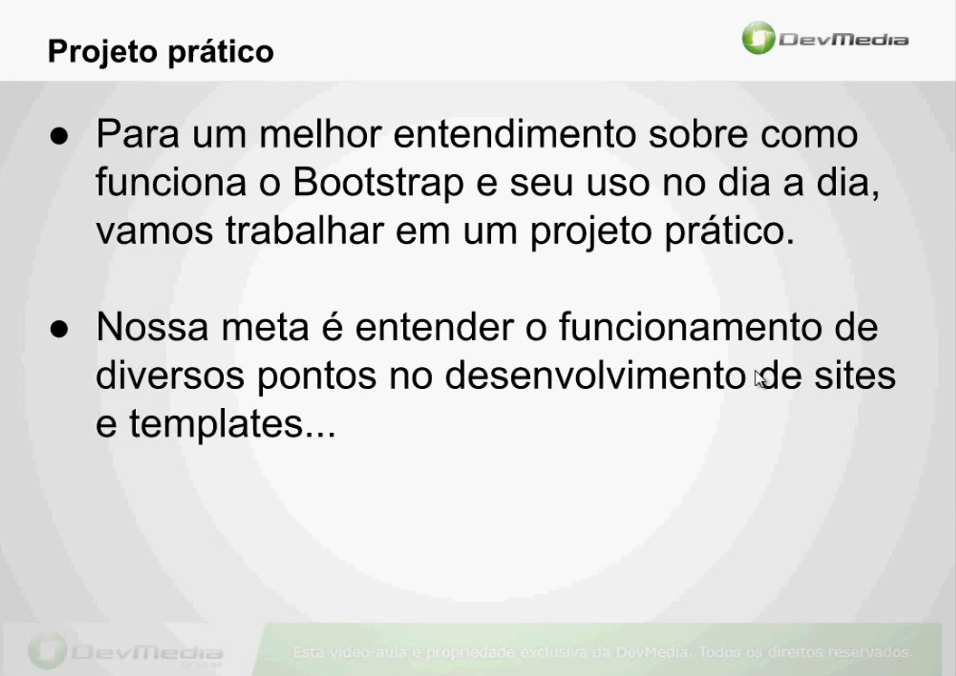 Projeto prático
DevMedia
● Para um melhor entendimento sobre como
funciona o Bootstrap e seu uso no dia a dia,
vamos trabalhar em um projeto prático.
● Nossa meta é entender o funcionamento de
diversos pontos no desenvolvimento de sites
e templates...
DevMedia
Esta vídeo-aula é propriedade exclusiva da DevMedia. Todos os direitos reservados.